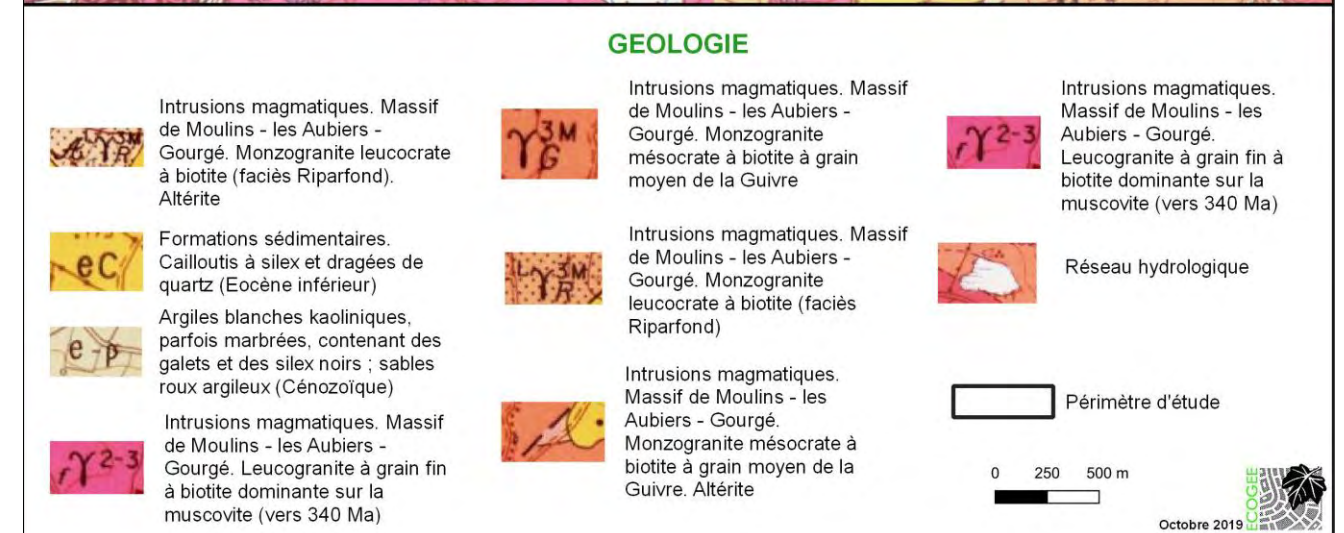 GEOLOGIE
Intrusions magmatiques. Massif
de Moulins - les Aubiers -
Gourgé. Monzogranite leucocrate
à biotite (faciès Riparfond).
Altérite
eC
Formations sédimentaires.
Cailloutis à silex et dragées de
quartz (Eocène inférieur)
e-p
Argiles blanches kaoliniques,
parfois marbrées, contenant des
galets et des silex noirs ; sables
roux argileux (Cénozoïque)
rγ2-3
Intrusions magmatiques. Massif
de Moulins - les Aubiers -
Gourgé. Leucogranite à grain fin
à biotite dominante sur la
muscovite (vers 340 Ma)
γ3M
G
Intrusions magmatiques. Massif
de Moulins - les Aubiers -
Gourgé. Monzogranite
mésocrate à biotite à grain
moyen de la Guivre
Lγ3M
R
Intrusions magmatiques. Massif
de Moulins - les Aubiers -
Gourgé. Monzogranite
leucocrate à biotite (faciès
Riparfond)
Intrusions magmatiques.
Massif de Moulins - les
Aubiers - Gourgé.
Monzogranite mésocrate à
biotite à grain moyen de la
Guivre. Altérite
rγ2-3
Intrusions magmatiques.
Massif de Moulins - les
Aubiers - Gourgé.
Leucogranite à grain fin à
biotite dominante sur la
muscovite (vers 340 Ma)
Réseau hydrologique
Périmètre d'étude
0 250 500 m
Octobre 2019
ECOGEE